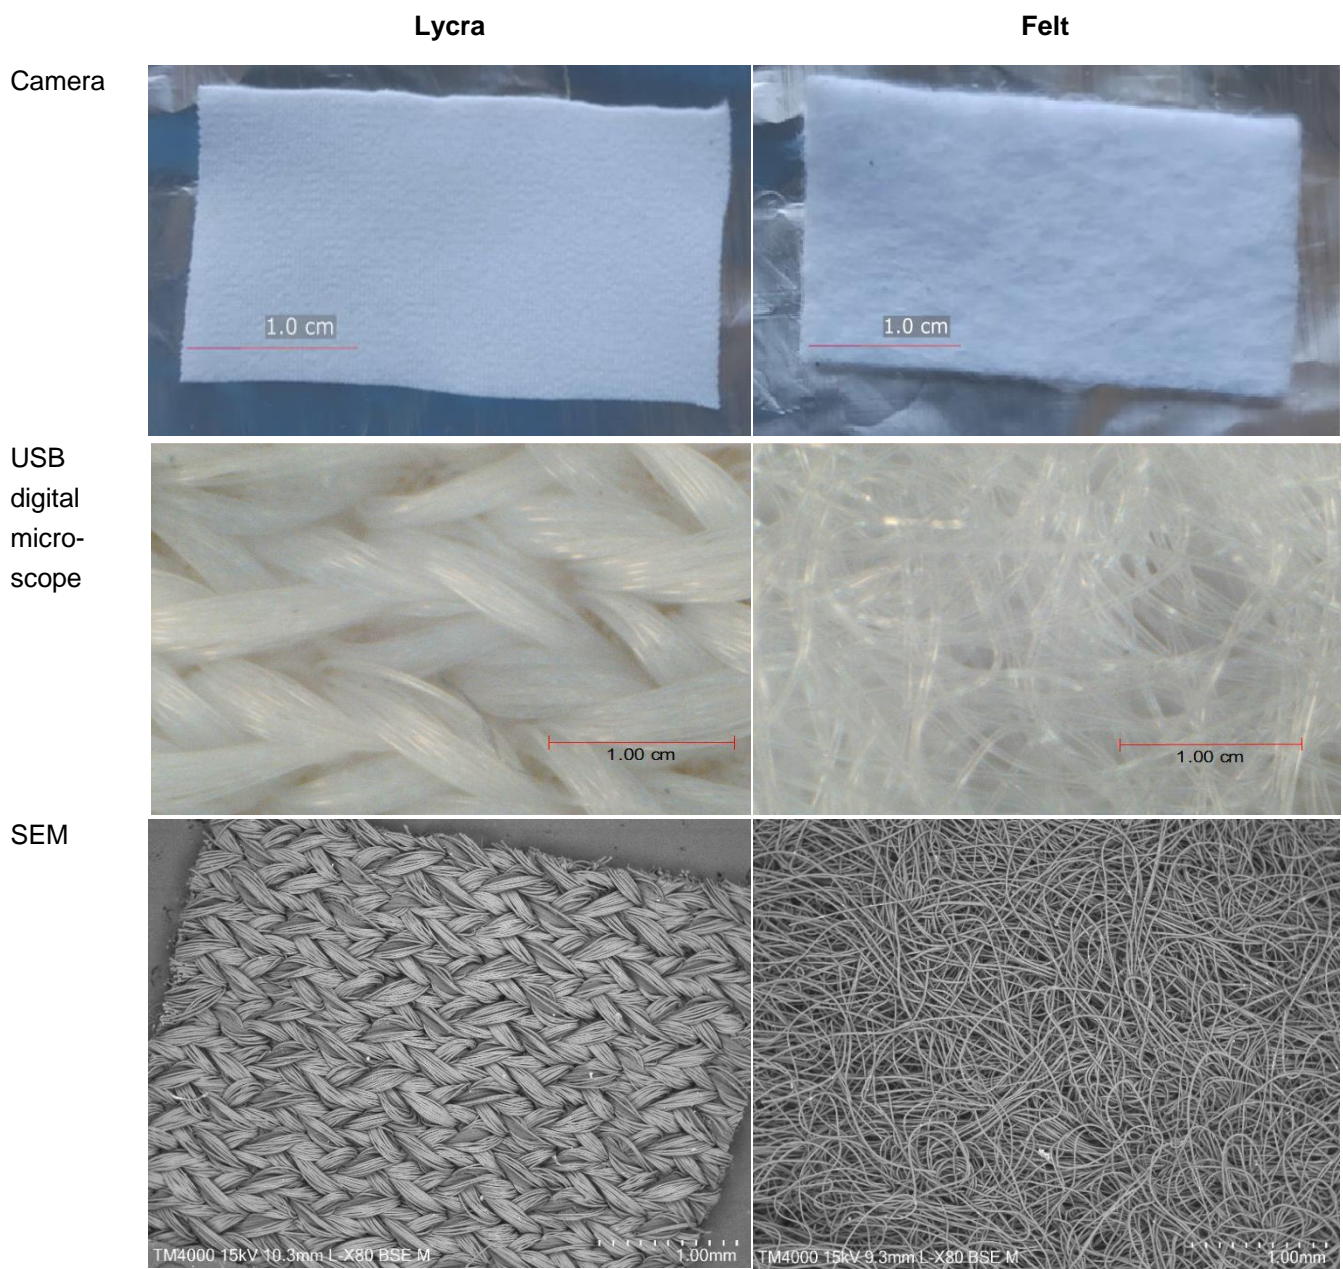 Lycra
Felt
Camera
1.0 cm
1.0 cm
USB
digital
micro-
scope
1.00 cm
1.00 cm
SEM
TM4000 15kV 10.3mm L-X80 BSE M
1.00mm
TM4000 15kV 9.3mm L-X80 BSE M
1.00mm